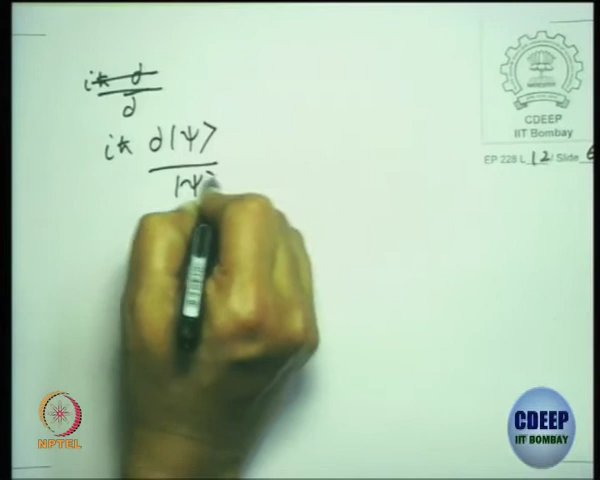 iħ d
d
iħ d|ψ>
|ψ>
CDEEP
IIT Bombay
EP 228 L 12 / Slide 6
NPTEL
CDEEP
IIT BOMBAY